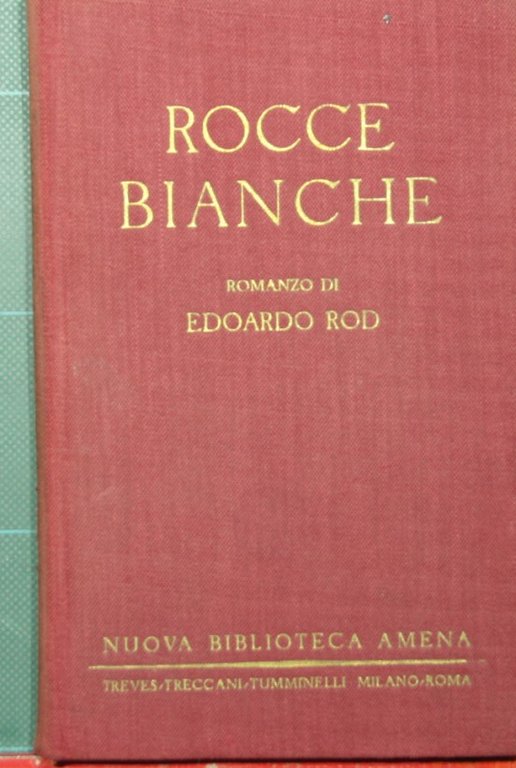 ROCCE
BIANCHE
ROMANZO DI
EDOARDO ROD
NUOVA BIBLIOTECA AMENA
TREVES-TRECCANI-TUMMINELLI MILANO-ROMA